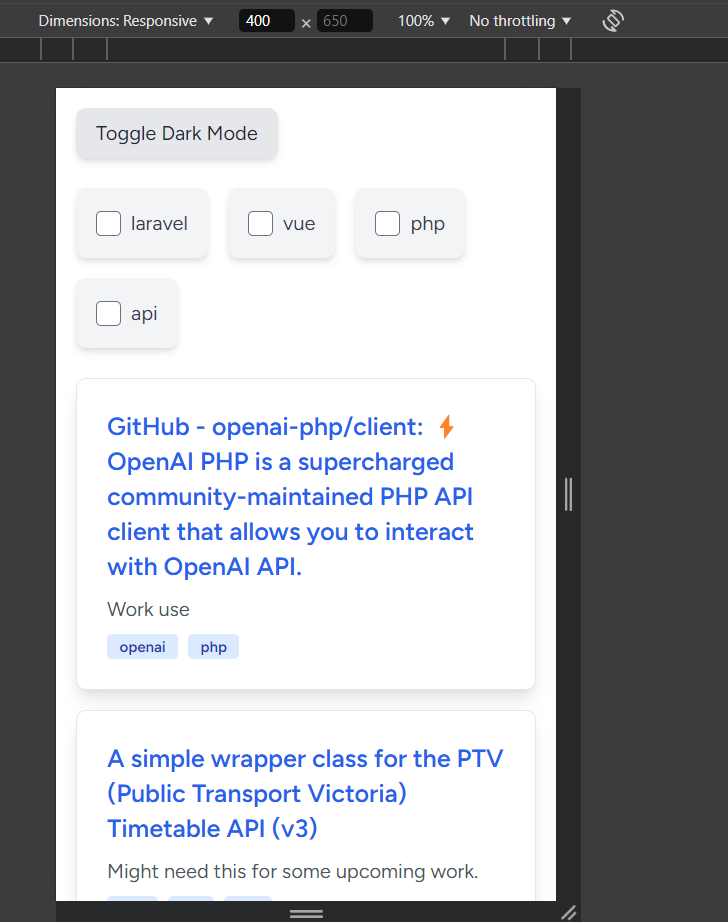 Dimensions: Responsive ▼ 400 × 650 100% ▼ No throttling ▼
Toggle Dark Mode
laravel vue php
api
GitHub - openai-php/client: ⚡
OpenAI PHP is a supercharged
community-maintained PHP API
client that allows you to interact
with OpenAI API.
Work use
openai php
A simple wrapper class for the PTV
(Public Transport Victoria)
Timetable API (v3)
Might need this for some upcoming work.